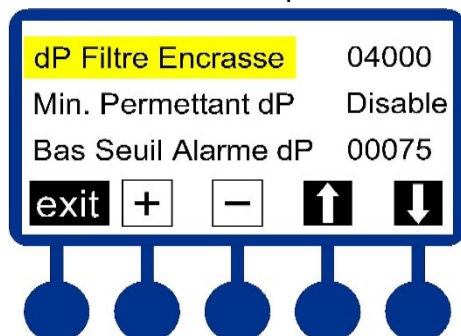 dP Filtre Encrasse 04000
Min. Permettant dP Disable
Bas Seuil Alarme dP 00075
exit + − ⬆ ⬇